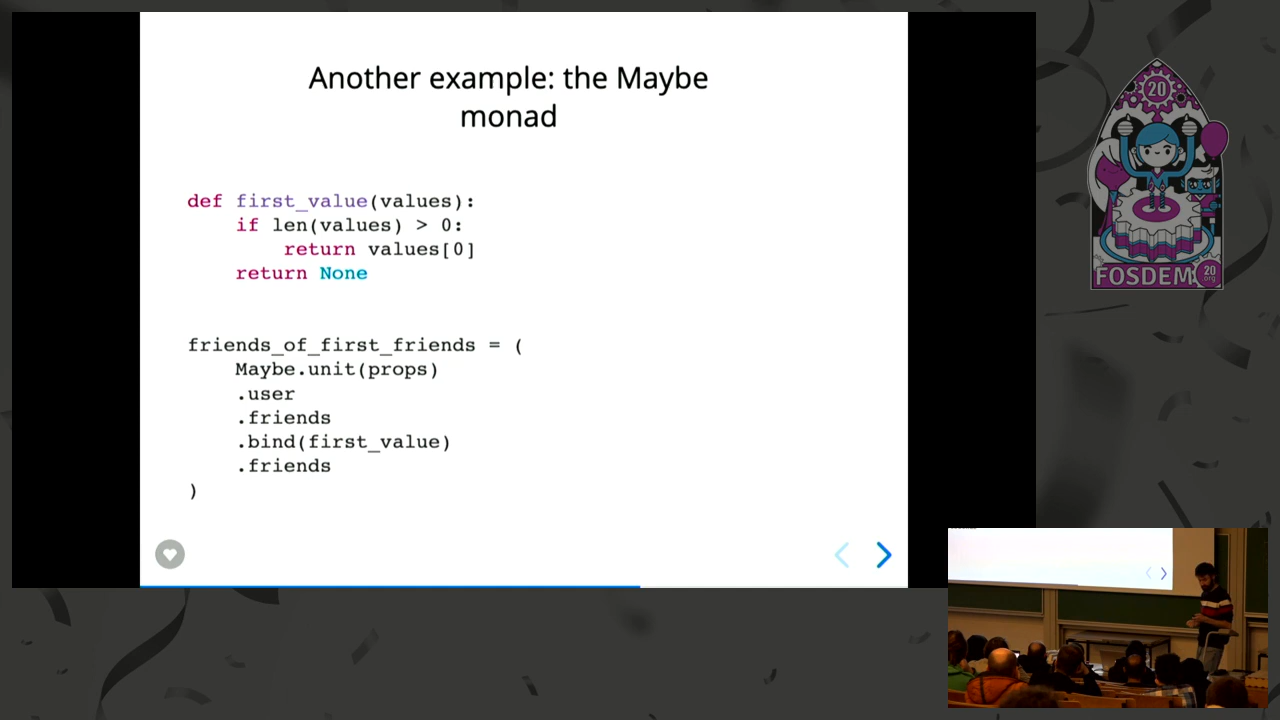 Another example: the Maybe
monad
def first_value(values):
    if len(values) > 0:
        return values[0]
    return None
friends_of_first_friends = (
    Maybe.unit(props)
    .user
    .friends
    .bind(first_value)
    .friends
)
20
FOSDEM
20
org